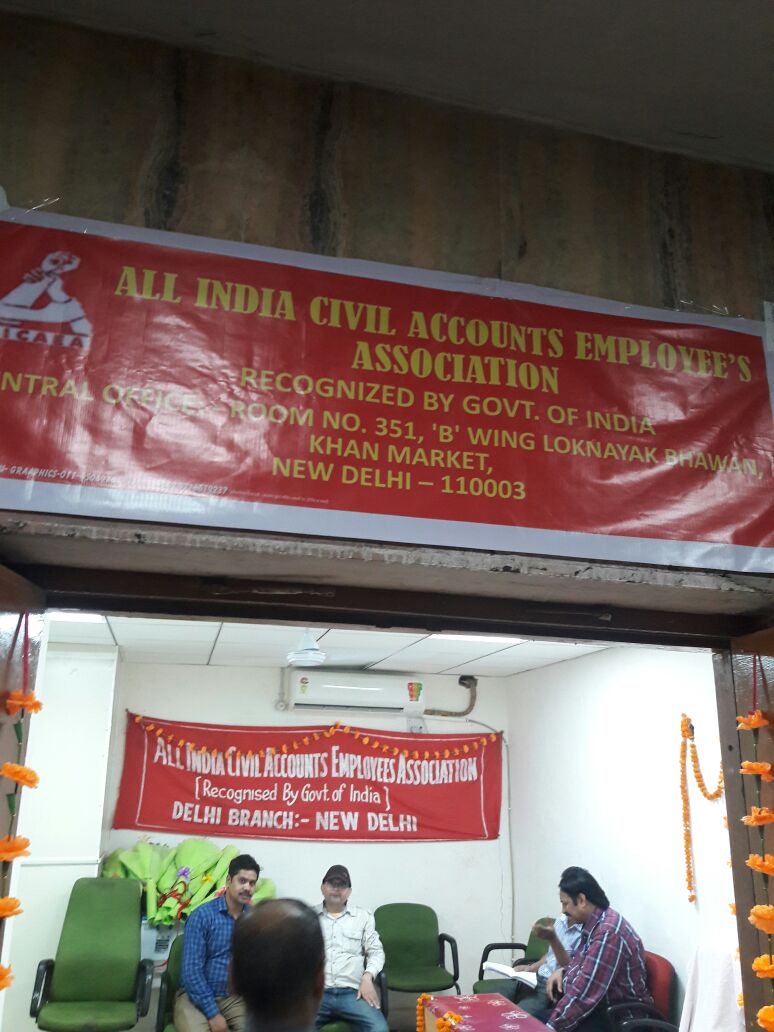 AICAEA
ALL INDIA CIVIL ACCOUNTS EMPLOYEE'S
ASSOCIATION
RECOGNIZED BY GOVT. OF INDIA
CENTRAL OFFICE:- ROOM NO. 351, 'B' WING LOKNAYAK BHAWAN,
KHAN MARKET,
NEW DELHI – 110003
ALL INDIA CIVIL ACCOUNTS EMPLOYEES ASSOCIATION
[Recognised By Govt. of India]
DELHI BRANCH:- NEW DELHI